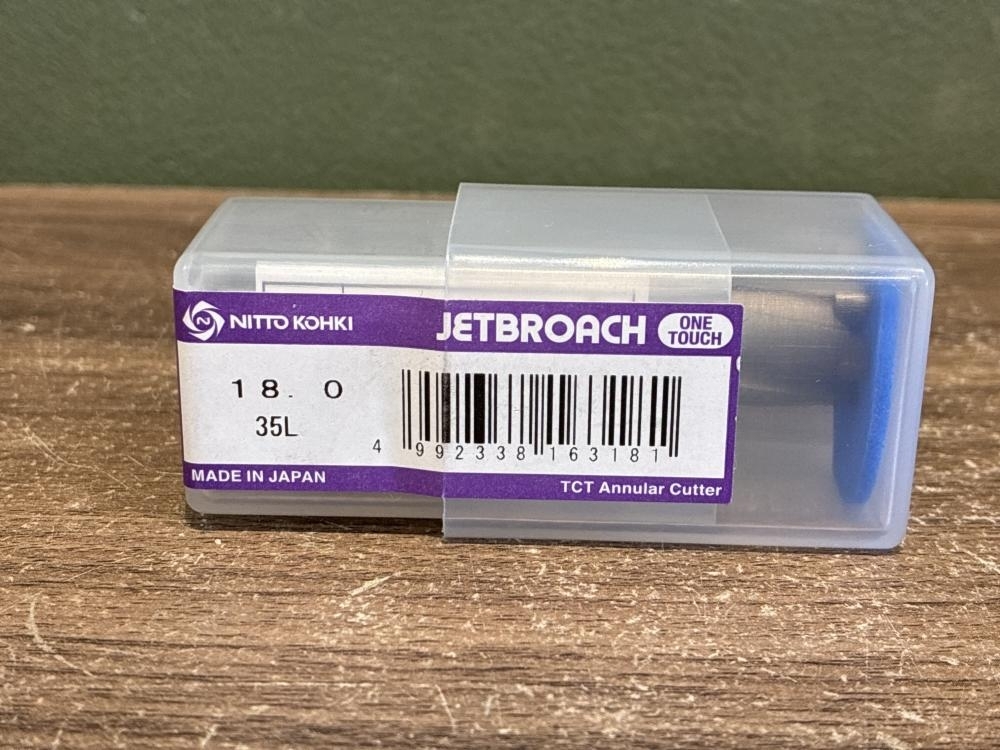 NITTO KOHKI
JETBROACH
ONE
TOUCH
18. 0
35L
4 992338 163181
MADE IN JAPAN
TCT Annular Cutter